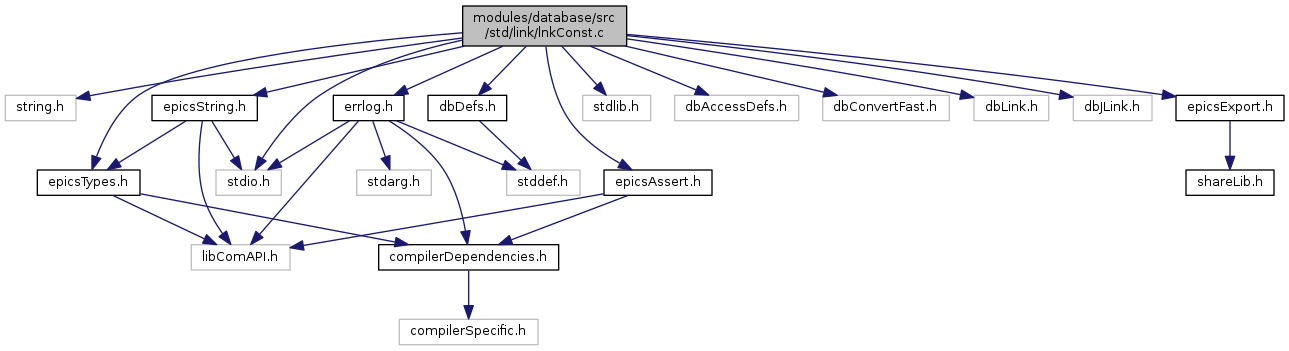 modules/database/src
/std/link/lnkConst.c
string.h
epicsString.h
errlog.h
dbDefs.h
stdlib.h
dbAccessDefs.h
dbConvertFast.h
dbLink.h
dbJLink.h
epicsExport.h
epicsTypes.h
stdio.h
stdarg.h
stddef.h
epicsAssert.h
shareLib.h
libComAPI.h
compilerDependencies.h
compilerSpecific.h